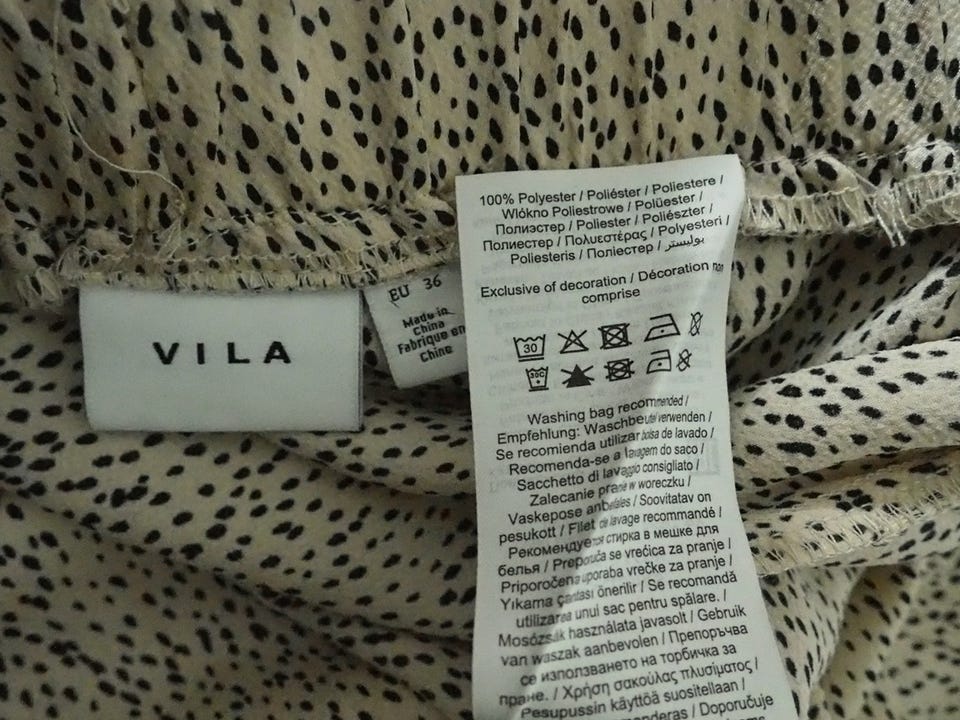 VILA
EU 36
Made in
China
Fabrique en
Chine
100% Polyester / Poliéster / Poliestere /
Włókno Poliestrowe / Polüester /
Полиэстер / Poliester / Poliészter /
Полиестер / Πολυεστέρας / Polyesteri /
Poliesteris / Поліестер / بوليستر
Exclusive of decoration / Décoration non
comprise
30
30C
Washing bag recommended /
Empfehlung: Waschbeutel verwenden /
Se recomienda utilizar bolsa de lavado /
Recomenda-se a lavagem do saco /
Sacchetto di lavaggio consigliato /
Zalecanie prane w woreczku /
Vaskepose anbefales / Soovitatav on
pesukott / Filet de lavage recommandé /
Рекомендуется стирка в мешке для
белья / Preporuča se vrećica za pranje /
Priporočena uporaba vrečke za pranje /
Yıkama çantası önerilir / Se recomandă
utilizarea unui sac pentru spălare. /
Mosózsák használata javasolt / Gebruik
van waszak aanbevolen / Препоръчва
се използването на торбичка за
пране. / Χρήση σακούλας πλυσίματος /
Pesupussin käyttöä suositellaan /
Doporučuje